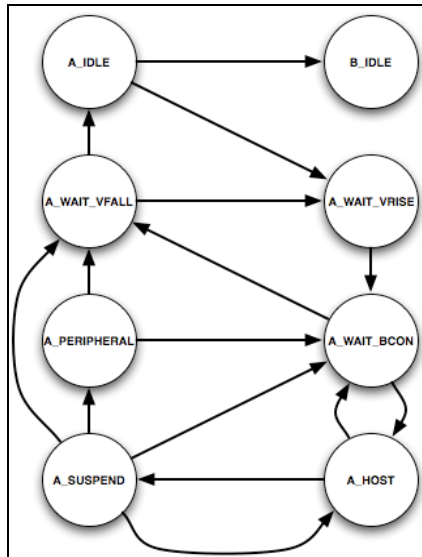 A_IDLE
B_IDLE
A_WAIT_VFALL
A_WAIT_VRISE
A_PERIPHERAL
A_WAIT_BCON
A_SUSPEND
A_HOST